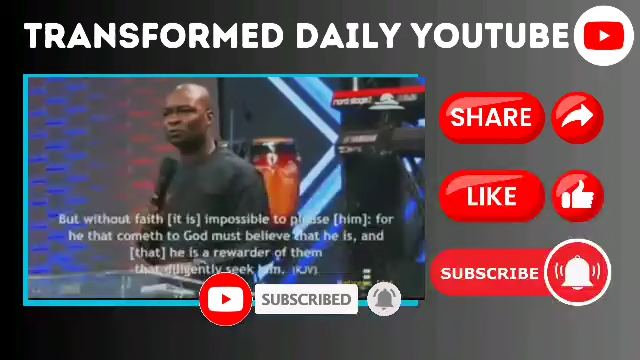 TRANSFORMED DAILY YOUTUBE
SHARE
LIKE
SUBSCRIBE
But without faith [it is] impossible to please [him]: for
he that cometh to God must believe that he is, and
[that] he is a rewarder of them
that diligently seek him. (KJV)
SUBSCRIBED